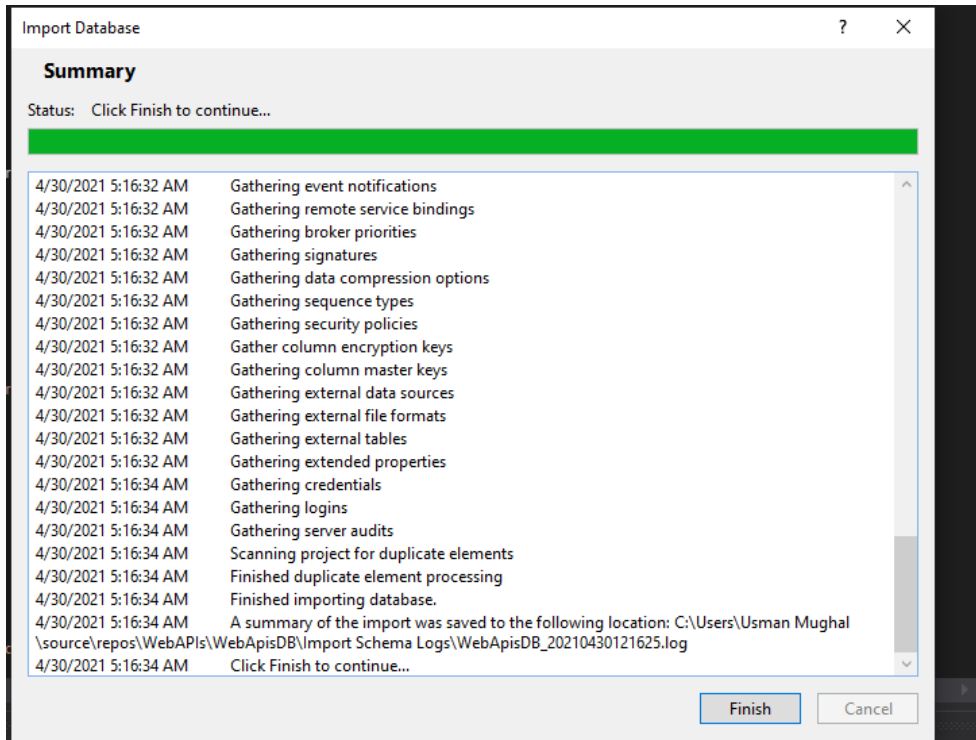 Import Database ?
Summary
Status: Click Finish to continue...
4/30/2021 5:16:32 AM Gathering event notifications
4/30/2021 5:16:32 AM Gathering remote service bindings
4/30/2021 5:16:32 AM Gathering broker priorities
4/30/2021 5:16:32 AM Gathering signatures
4/30/2021 5:16:32 AM Gathering data compression options
4/30/2021 5:16:32 AM Gathering sequence types
4/30/2021 5:16:32 AM Gathering security policies
4/30/2021 5:16:32 AM Gather column encryption keys
4/30/2021 5:16:32 AM Gathering column master keys
4/30/2021 5:16:32 AM Gathering external data sources
4/30/2021 5:16:32 AM Gathering external file formats
4/30/2021 5:16:32 AM Gathering external tables
4/30/2021 5:16:32 AM Gathering extended properties
4/30/2021 5:16:34 AM Gathering credentials
4/30/2021 5:16:34 AM Gathering logins
4/30/2021 5:16:34 AM Gathering server audits
4/30/2021 5:16:34 AM Scanning project for duplicate elements
4/30/2021 5:16:34 AM Finished duplicate element processing
4/30/2021 5:16:34 AM Finished importing database.
4/30/2021 5:16:34 AM A summary of the import was saved to the following location: C:\Users\Usman Mughal
\source\repos\WebAPIs\WebApisDB\Import Schema Logs\WebApisDB_20210430121625.log
4/30/2021 5:16:34 AM Click Finish to continue...
Finish Cancel